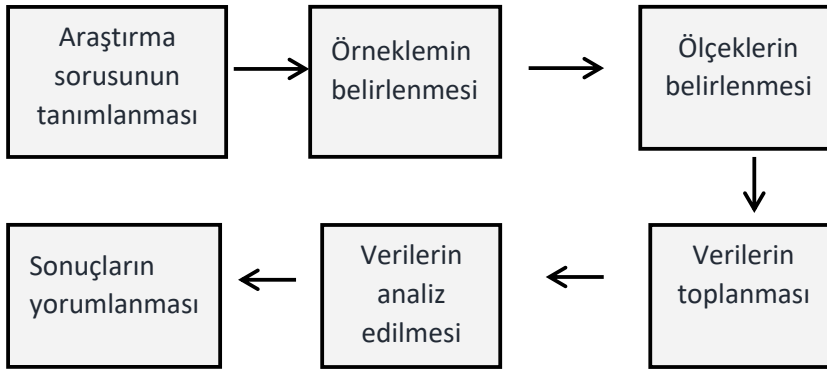 Araştırma
sorusunun
tanımlanması
Örneklemin
belirlenmesi
Ölçeklerin
belirlenmesi
Verilerin
toplanması
Verilerin
analiz
edilmesi
Sonuçların
yorumlanması